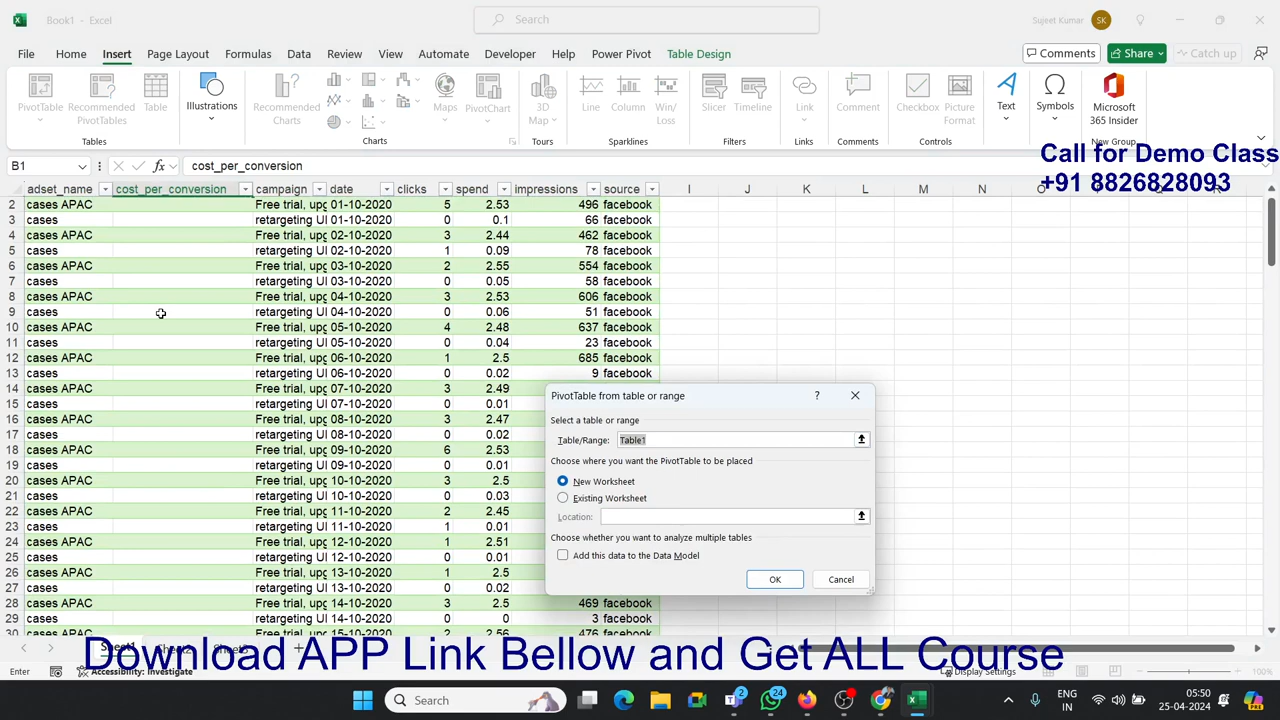 Book1 - Excel
Search
Sujeet Kumar
SK
File Home Insert Page Layout Formulas Data Review View Automate Developer Help Power Pivot Table Design
Comments Share Catch up
PivotTable Recommended PivotTables Table Illustrations Recommended Charts Maps PivotChart 3D Map Line Column Win/Loss Slicer Timeline Link Comment Checkbox Picture Format Text Symbols Microsoft 365 Insider
Tables Charts Tours Sparklines Filters Comments Controls New Group
Call for Demo Class
B1 fx cost_per_conversion
+91 8826828093
adset_name cost_per_conversion campaign date clicks spend impressions source I J K L M N
2 cases APAC Free trial, upg 01-10-2020 5 2.53 496 facebook
3 cases retargeting UI 01-10-2020 0 0.1 66 facebook
4 cases APAC Free trial, upg 02-10-2020 3 2.44 462 facebook
5 cases retargeting UI 02-10-2020 1 0.09 78 facebook
6 cases APAC Free trial, upg 03-10-2020 2 2.55 554 facebook
7 cases retargeting UI 03-10-2020 0 0.05 58 facebook
8 cases APAC Free trial, upg 04-10-2020 3 2.53 606 facebook
9 cases retargeting UI 04-10-2020 0 0.06 51 facebook
10 cases APAC Free trial, upg 05-10-2020 4 2.48 637 facebook
11 cases retargeting UI 05-10-2020 0 0.04 23 facebook
12 cases APAC Free trial, upg 06-10-2020 1 2.5 685 facebook
13 cases retargeting UI 06-10-2020 0 0.02 9 facebook
14 cases APAC Free trial, upg 07-10-2020 3 2.49
15 cases retargeting UI 07-10-2020 0 0.01
16 cases APAC Free trial, upg 08-10-2020 3 2.47
17 cases retargeting UI 08-10-2020 0 0.02
18 cases APAC Free trial, upg 09-10-2020 6 2.53
19 cases retargeting UI 09-10-2020 0 0.01
20 cases APAC Free trial, upg 10-10-2020 3 2.5
21 cases retargeting UI 10-10-2020 0 0.03
22 cases APAC Free trial, upg 11-10-2020 2 2.45
23 cases retargeting UI 11-10-2020 1 0.01
24 cases APAC Free trial, upg 12-10-2020 1 2.51
25 cases retargeting UI 12-10-2020 0 0.01
26 cases APAC Free trial, upg 13-10-2020 1 2.5
27 cases retargeting UI 13-10-2020 0 0.02
28 cases APAC Free trial, upg 14-10-2020 3 2.5 469 facebook
29 cases retargeting UI 14-10-2020 0 0 3 facebook
30 cases APAC Free trial, upg 15-10-2020 2 2.56 476 facebook
PivotTable from table or range ?
Select a table or range
Table/Range: Table1
Choose where you want the PivotTable to be placed
New Worksheet
Existing Worksheet
Location:
Choose whether you want to analyze multiple tables
Add this data to the Data Model
OK Cancel
Download APP Link Bellow and Get ALL Course
Enter Accessibility: Investigate Display Settings 100%
Search 2 24 ENG IN 05:50 25-04-2024